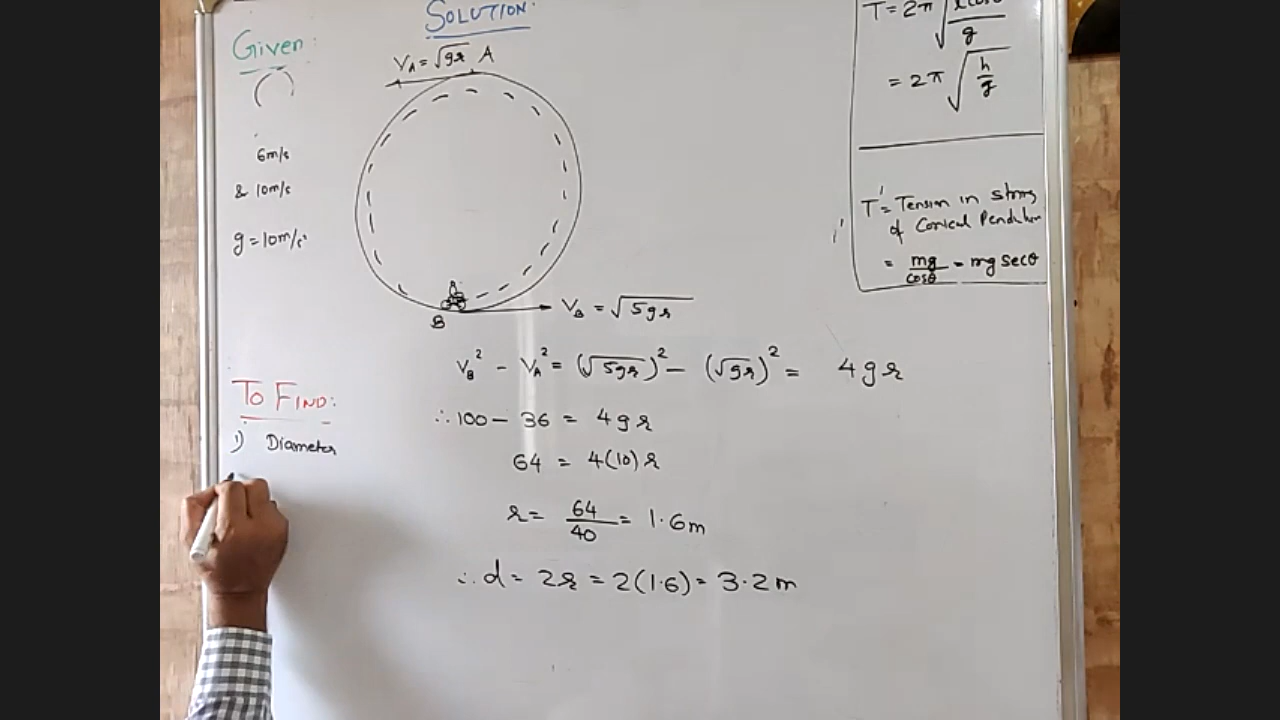 SOLUTION:
Given:
6m/s
& 10m/s
g = 10m/s²
V_A = √gr A
B
V_B = √5gr
V_B² - V_A² = (√5gr)² - (√gr)² = 4gr
∴ 100 - 36 = 4gr
64 = 4(10)r
r = 64/40 = 1.6m
∴ d = 2r = 2(1.6) = 3.2m
TO FIND:
1) Diameter
T = 2π√(lcosθ/g)
= 2π√(h/g)
T' = Tension in string
of Conical Pendulum
= mg/cosθ = mg secθ